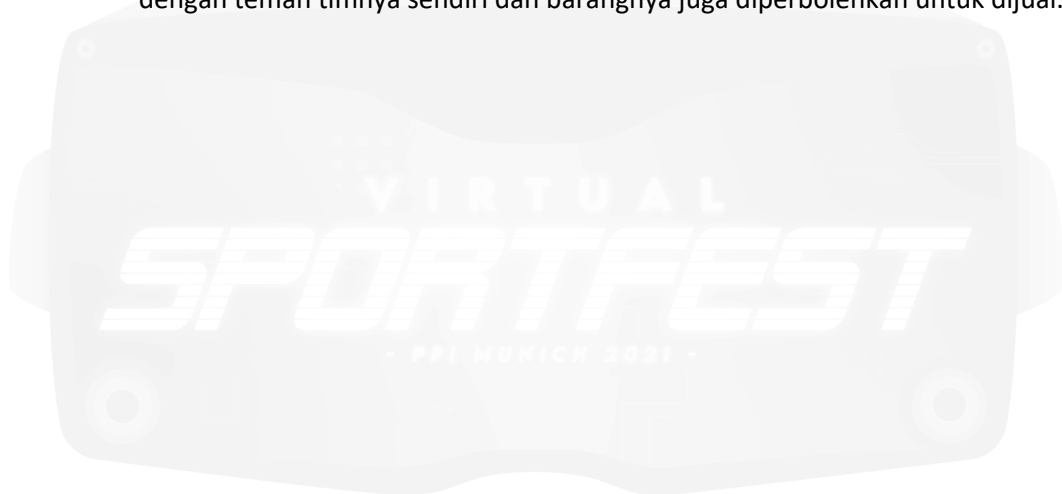 dengan teman timnya sendiri dan barangnya juga diperbolehkan untuk dijual.
VIRTUAL
SPORTFEST
- PPI MUNICH 2021 -